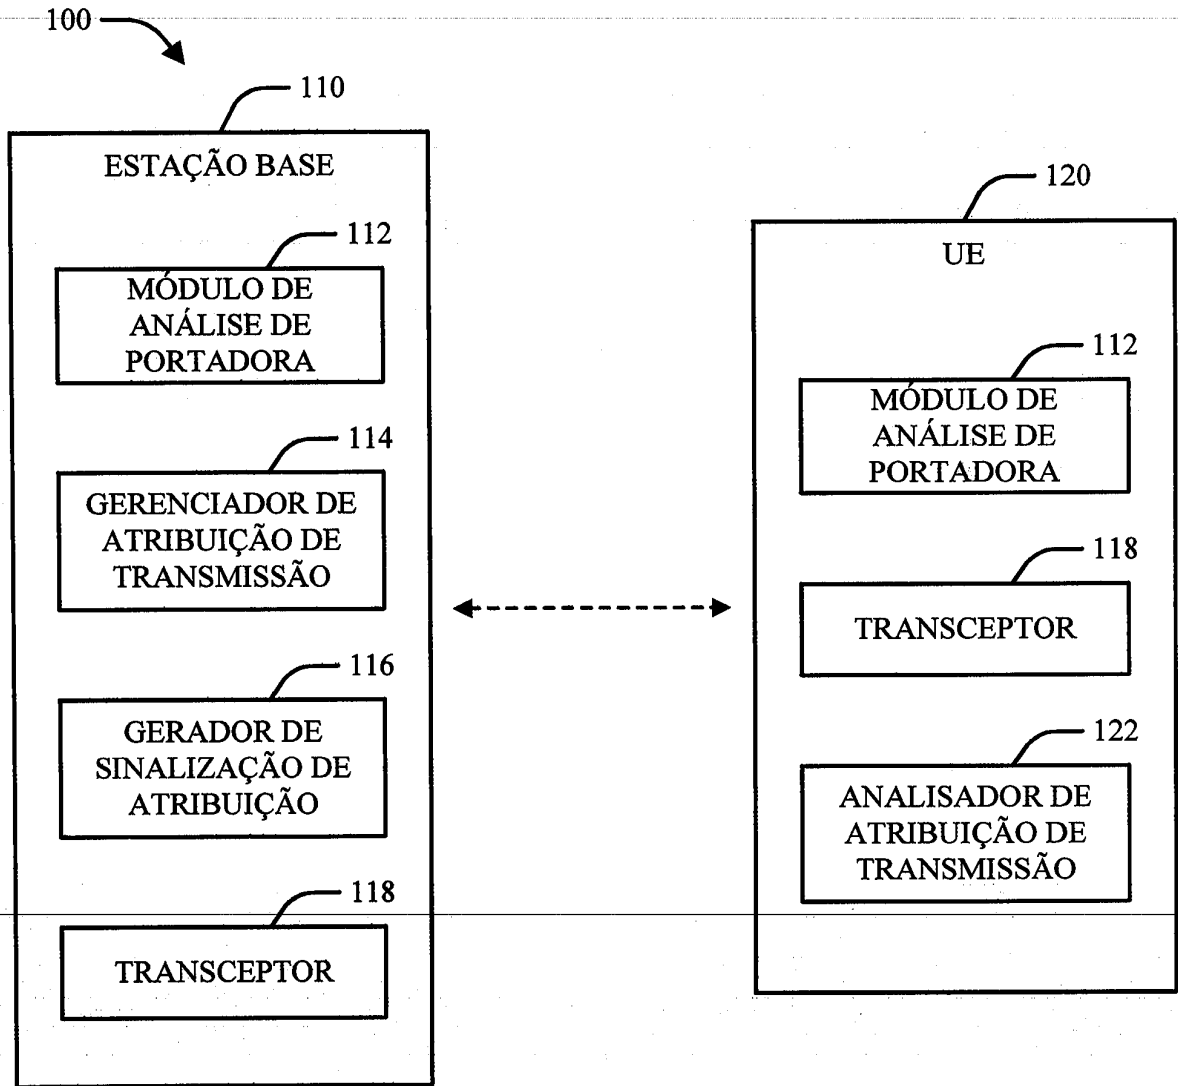 100
110
ESTAÇÃO BASE
112
MÓDULO DE
ANÁLISE DE
PORTADORA
114
GERENCIADOR DE
ATRIBUIÇÃO DE
TRANSMISSÃO
116
GERADOR DE
SINALIZAÇÃO DE
ATRIBUIÇÃO
118
TRANSCEPTOR
120
UE
112
MÓDULO DE
ANÁLISE DE
PORTADORA
118
TRANSCEPTOR
122
ANALISADOR DE
ATRIBUIÇÃO DE
TRANSMISSÃO